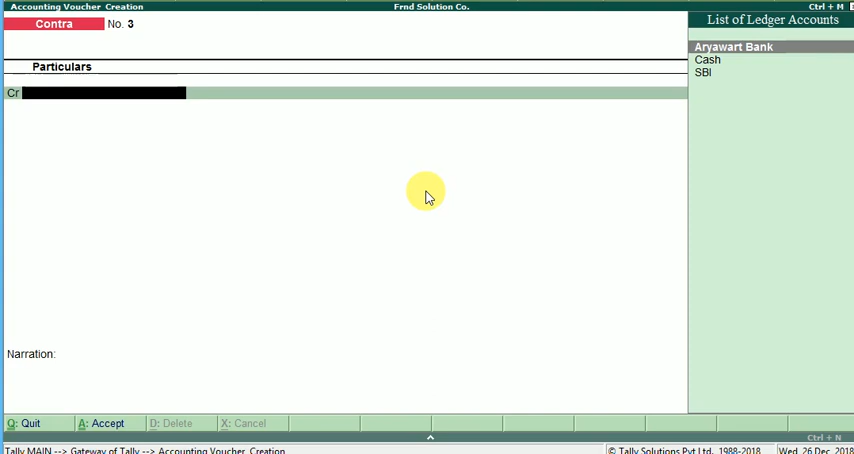 Accounting Voucher Creation Frnd Solution Co. Ctrl + M
Contra No. 3
List of Ledger Accounts
Aryawart Bank
Cash
SBI
Particulars
Cr
Narration:
Q: Quit A: Accept D: Delete X: Cancel
Ctrl + N
Tally MAIN --> Gateway of Tally --> Accounting Voucher Creation © Tally Solutions Pvt Ltd., 1988-2018 Wed, 26 Dec, 2018